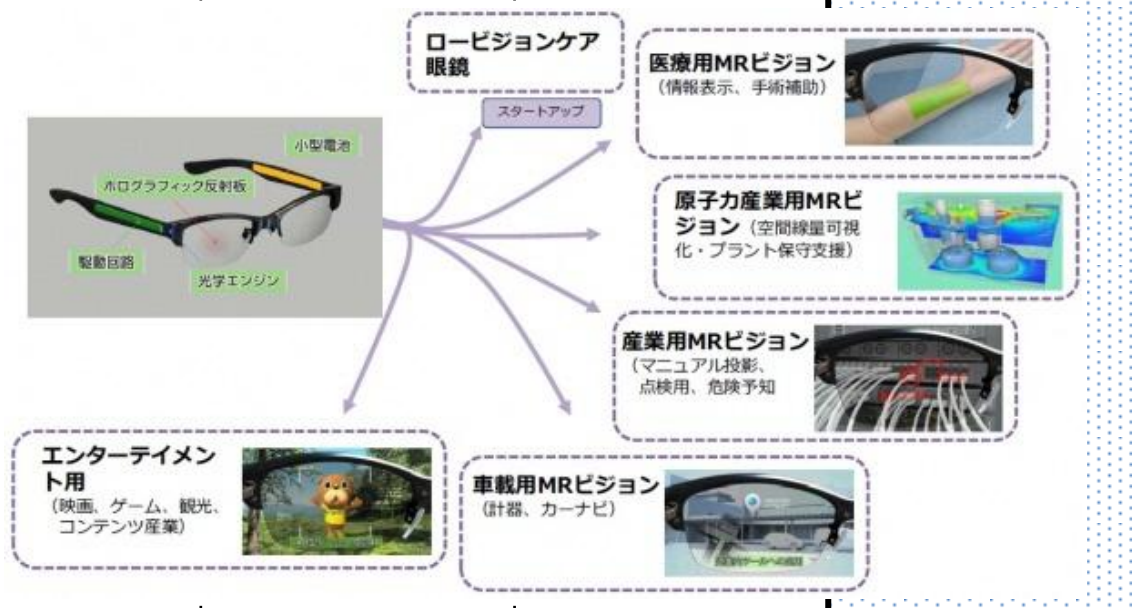 ロービジョンケア
眼鏡
スタートアップ
医療用MRビジョン
（情報表示、手術補助）
小型電池
ホログラフィック反射板
駆動回路
光学エンジン
原子力産業用MRビ
ジョン（空間線量可視
化・プラント保守支援）
産業用MRビジョン
（マニュアル投影、
点検用、危険予知
エンターテイメン
ト用
（映画、ゲーム、観光、
コンテンツ産業）
車載用MRビジョン
（計器、カーナビ）